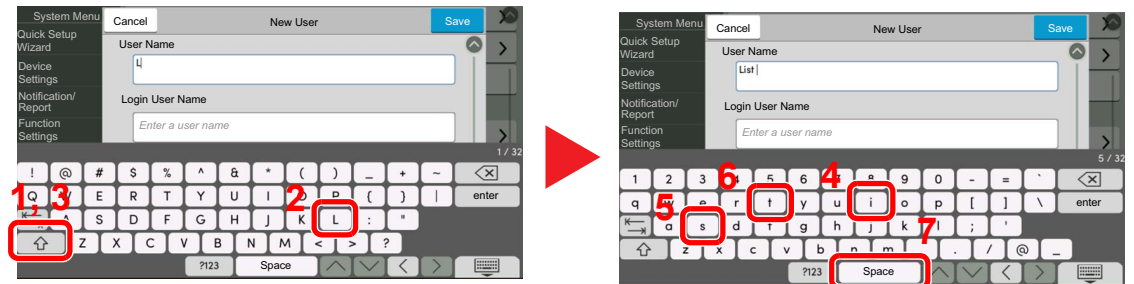 System Menu
Cancel
New User
Save
Quick Setup
Wizard
User Name
L
Device
Settings
Notification/
Report
Login User Name
Function
Settings
Enter a user name
1 / 32
! @ # $ % ^ & * ( ) _ + ~
1, 3
2
Q E R T Y U I P { } | enter
A S D F G H J K L : "
Z X C V B N M < > ?
?123 Space
System Menu
Cancel
New User
Save
Quick Setup
Wizard
User Name
List
Device
Settings
Notification/
Report
Login User Name
Function
Settings
Enter a user name
5 / 32
1 2 3 5 6 8 9 0 - = `
6
4
q e r t y u i o p [ ] \ enter
5
a s d f g h j k l ; '
7
z x c v b n m . / @ _
?123 Space